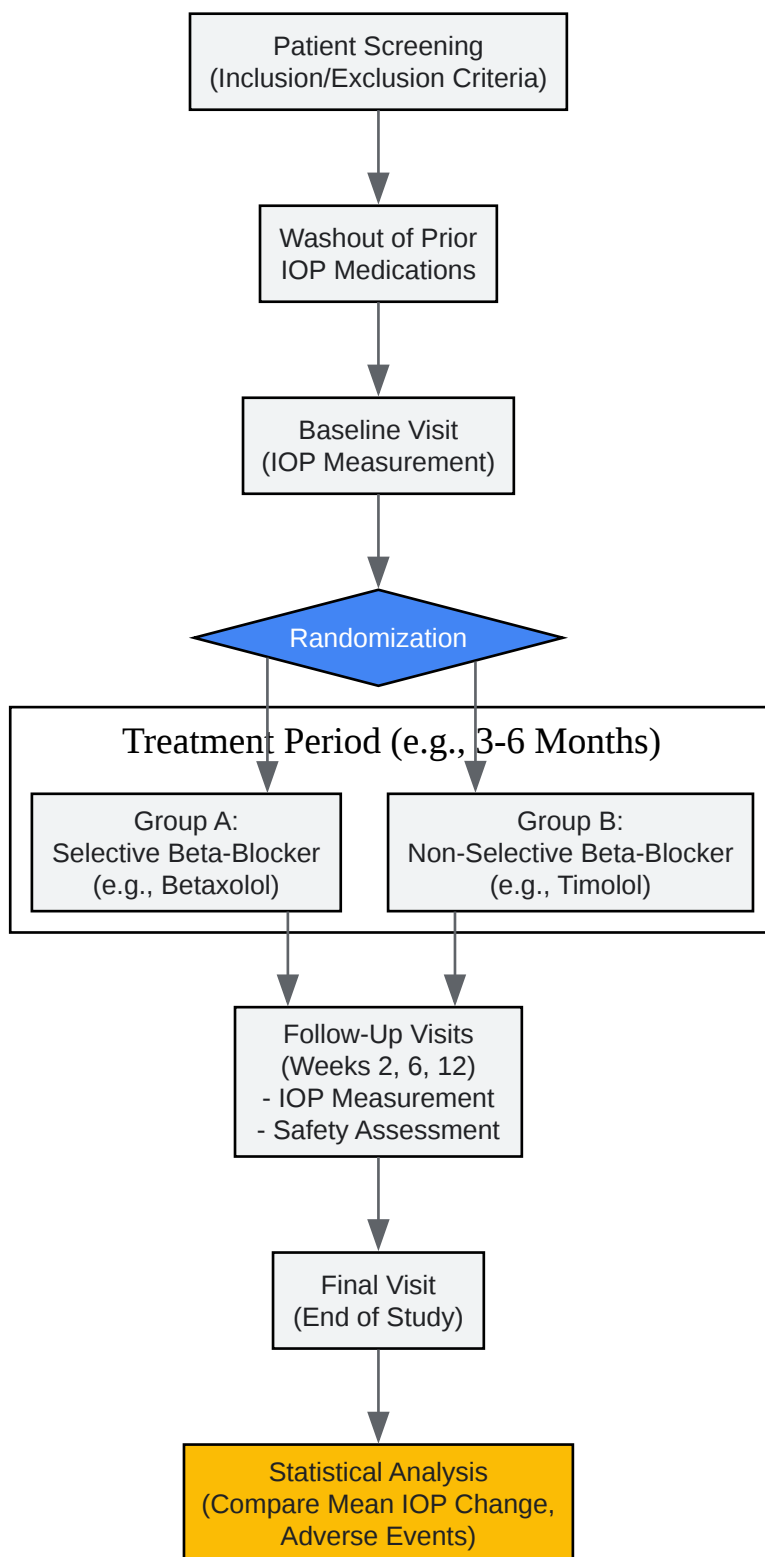 Patient Screening
(Inclusion/Exclusion Criteria)
Washout of Prior
IOP Medications
Baseline Visit
(IOP Measurement)
Randomization
Treatment Period (e.g., 3-6 Months)
Group A:
Selective Beta-Blocker
(e.g., Betaxolol)
Group B:
Non-Selective Beta-Blocker
(e.g., Timolol)
Follow-Up Visits
(Weeks 2, 6, 12)
- IOP Measurement
- Safety Assessment
Final Visit
(End of Study)
Statistical Analysis
(Compare Mean IOP Change,
Adverse Events)